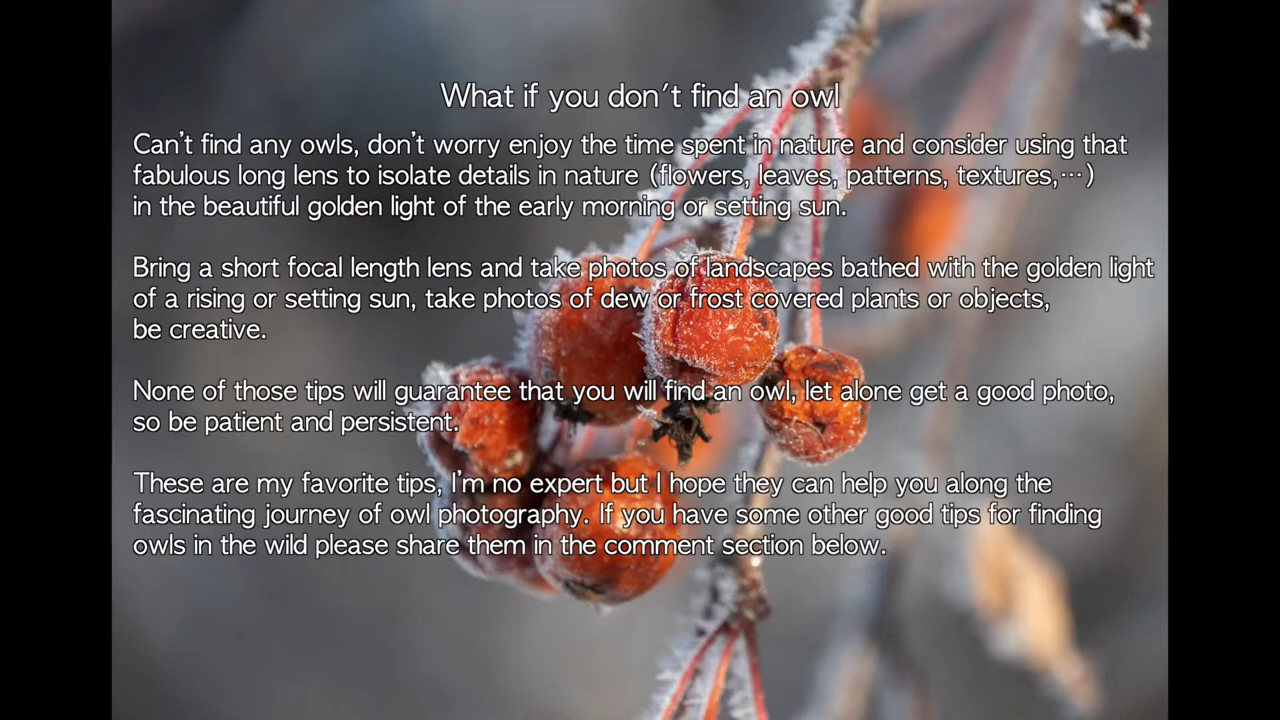 What if you don't find an owl
Can't find any owls, don't worry enjoy the time spent in nature and consider using that
fabulous long lens to isolate details in nature (flowers, leaves, patterns, textures,…)
in the beautiful golden light of the early morning or setting sun.
Bring a short focal length lens and take photos of landscapes bathed with the golden light
of a rising or setting sun, take photos of dew or frost covered plants or objects,
be creative.
None of those tips will guarantee that you will find an owl, let alone get a good photo,
so be patient and persistent.
These are my favorite tips, I'm no expert but I hope they can help you along the
fascinating journey of owl photography. If you have some other good tips for finding
owls in the wild please share them in the comment section below.